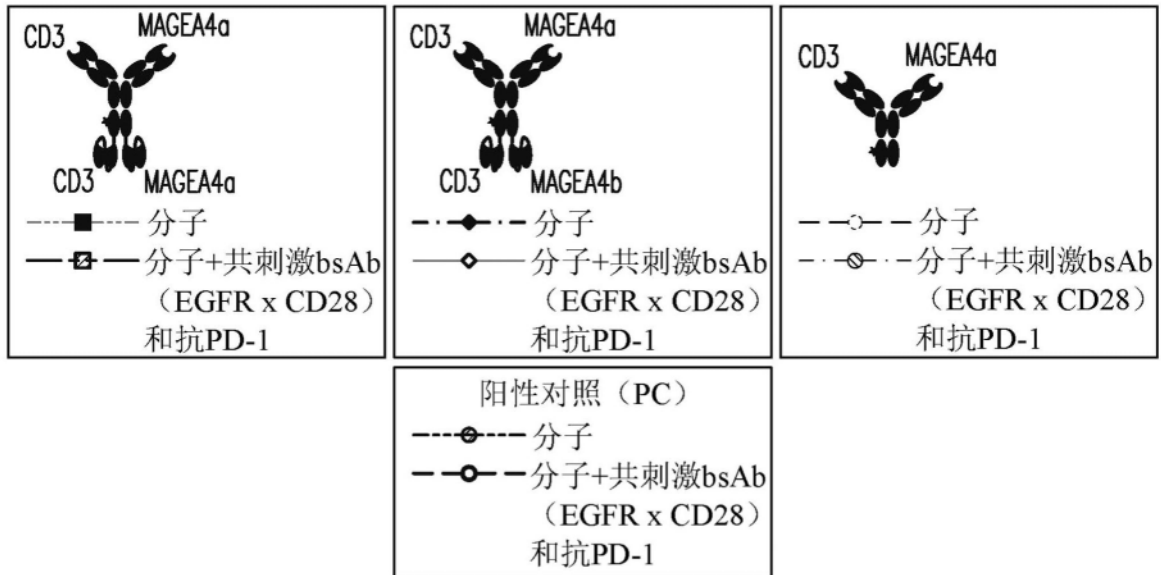 CD3 MAGEA4a
CD3 MAGEA4a
分子
分子+共刺激bsAb
（EGFR x CD28）
和抗PD-1
CD3 MAGEA4a
CD3 MAGEA4b
分子
分子+共刺激bsAb
（EGFR x CD28）
和抗PD-1
CD3 MAGEA4a
分子
分子+共刺激bsAb
（EGFR x CD28）
和抗PD-1
阳性对照（PC）
分子
分子+共刺激bsAb
（EGFR x CD28）
和抗PD-1